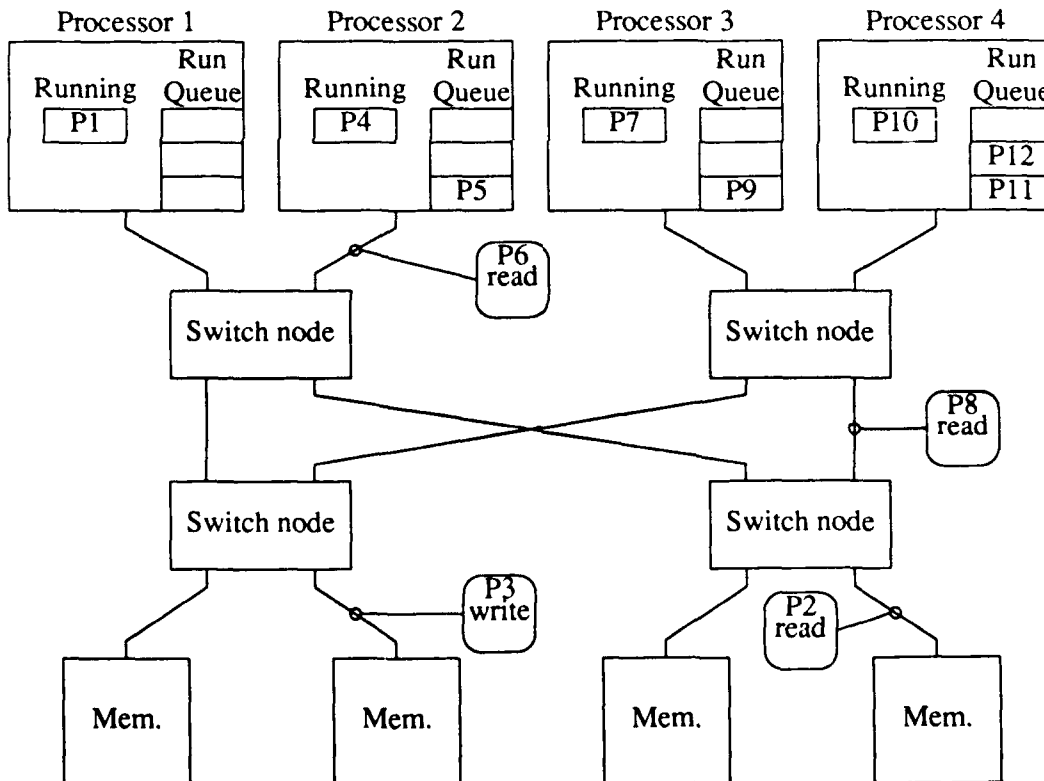 Processor 1
Processor 2
Processor 3
Processor 4
Run
Run
Run
Run
Running
Queue
Running
Queue
Running
Queue
Running
Queue
P1
P4
P7
P10
P12
P5
P9
P11
P6
read
Switch node
Switch node
P8
read
Switch node
Switch node
P3
write
P2
read
Mem.
Mem.
Mem.
Mem.